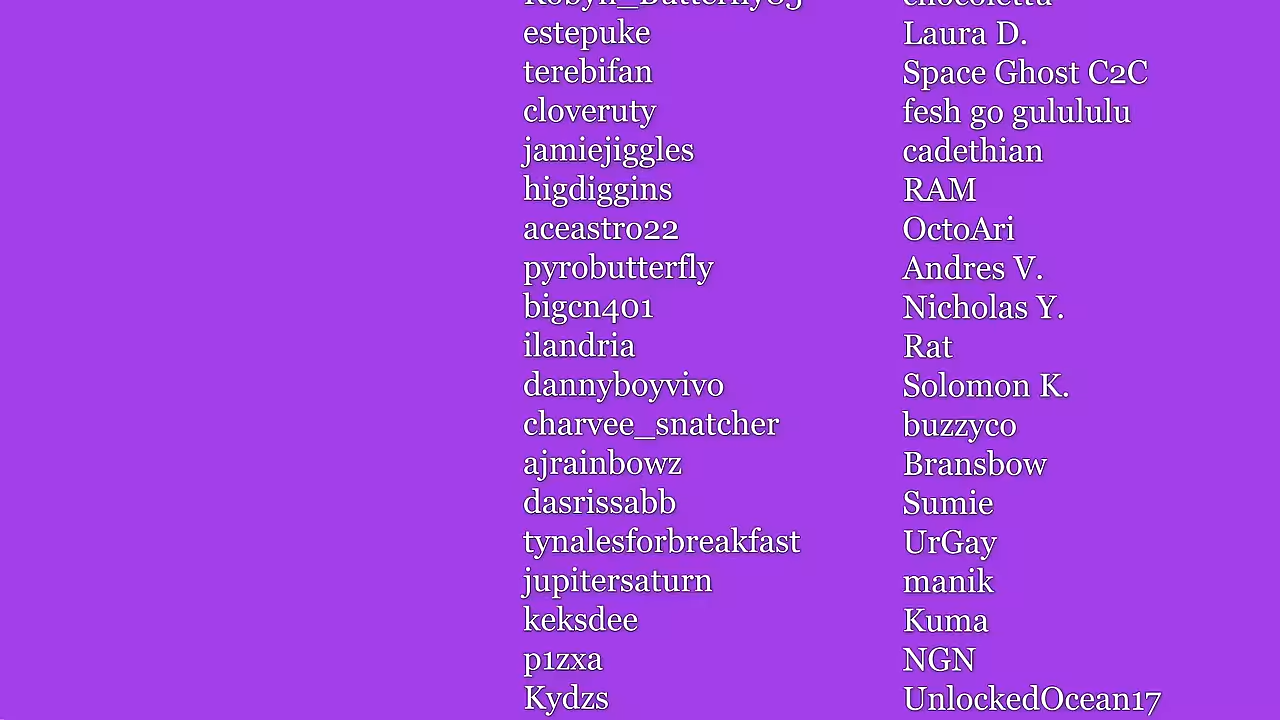 estepuke
terebifan
cloveruty
jamiejiggles
higdiggins
aceastro22
pyrobutterfly
bigcn401
ilandria
dannyboyvivo
charvee_snatcher
ajrainbowz
dasrissabb
tynalesforbreakfast
jupitersaturn
keksdee
p1zxa
Kydzs
Laura D.
Space Ghost C2C
fesh go gulululu
cadethian
RAM
OctoAri
Andres V.
Nicholas Y.
Rat
Solomon K.
buzzyco
Bransbow
Sumie
UrGay
manik
Kuma
NGN
UnlockedOcean17